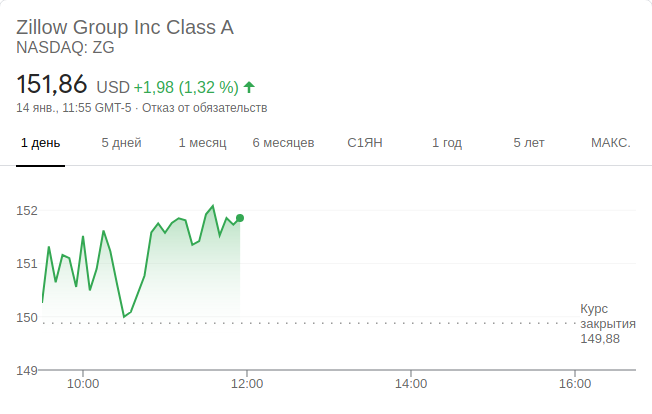 Zillow Group Inc Class A
NASDAQ: ZG
151,86 USD +1,98 (1,32 %)
14 янв., 11:55 GMT-5 · Отказ от обязательств
1 день 5 дней 1 месяц 6 месяцев С1ЯН 1 год 5 лет МАКС.
152
151
150
149
Курс
закрытия
149,88
10:00 12:00 14:00 16:00